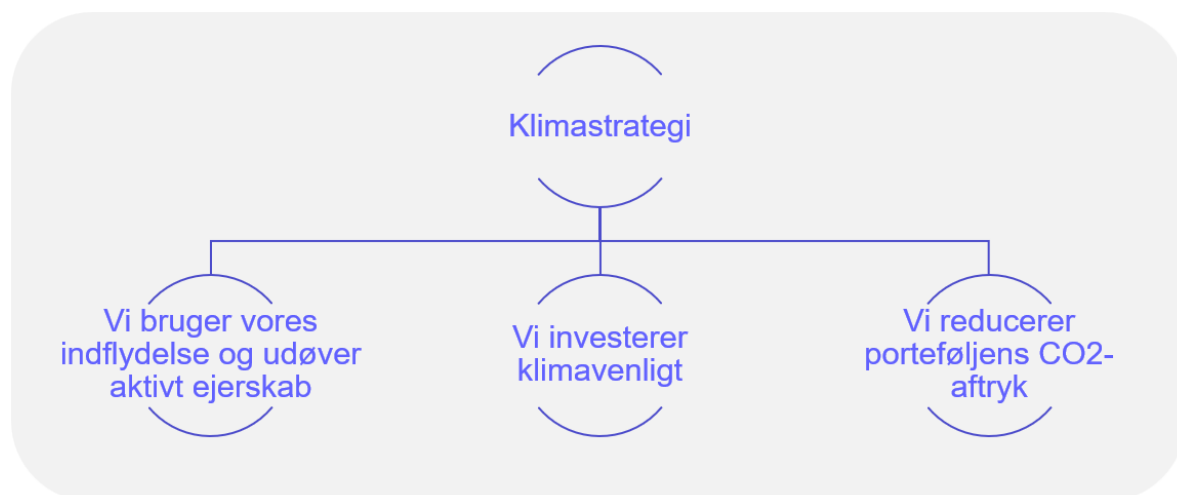 Klimastrategi
Vi bruger vores
indflydelse og udøver
aktivt ejerskab
Vi investerer
klimavenligt
Vi reducerer
porteføljens CO2-
aftryk